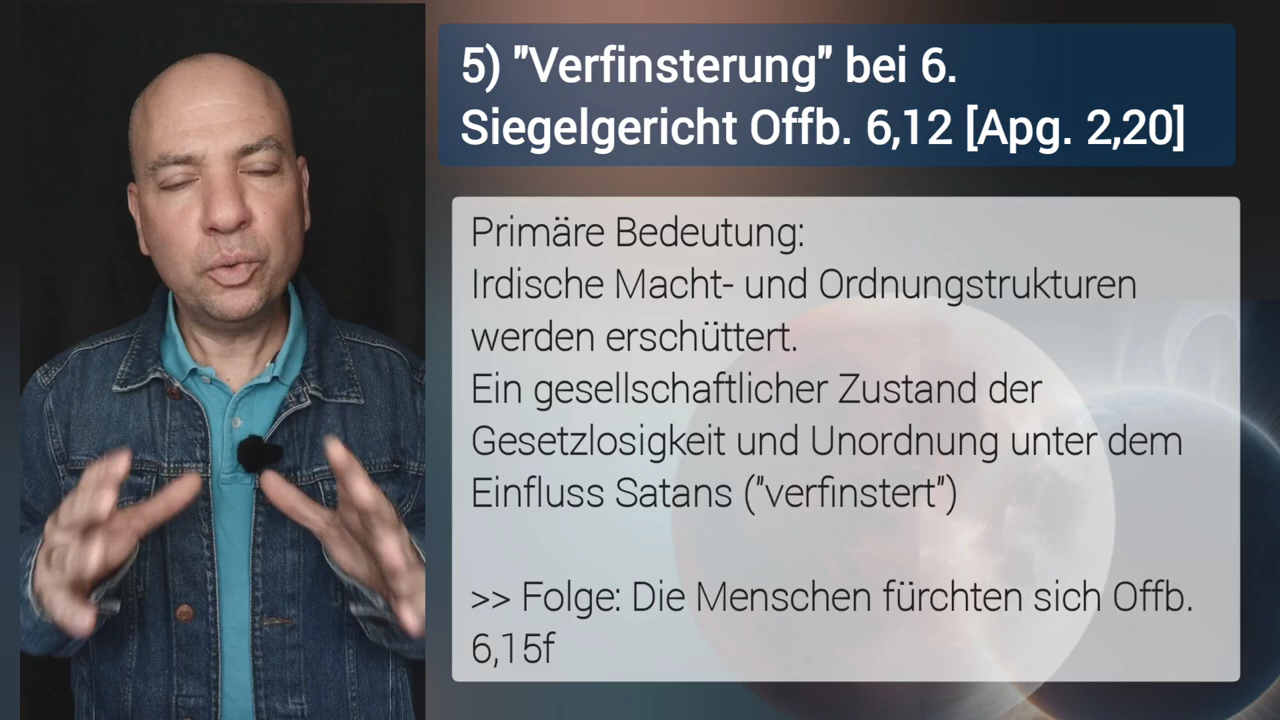 5) "Verfinsterung" bei 6.
Siegelgericht Offb. 6,12 [Apg. 2,20]
Primäre Bedeutung:
Irdische Macht- und Ordnungstrukturen
werden erschüttert.
Ein gesellschaftlicher Zustand der
Gesetzlosigkeit und Unordnung unter dem
Einfluss Satans ("verfinstert")
>> Folge: Die Menschen fürchten sich Offb.
6,15f